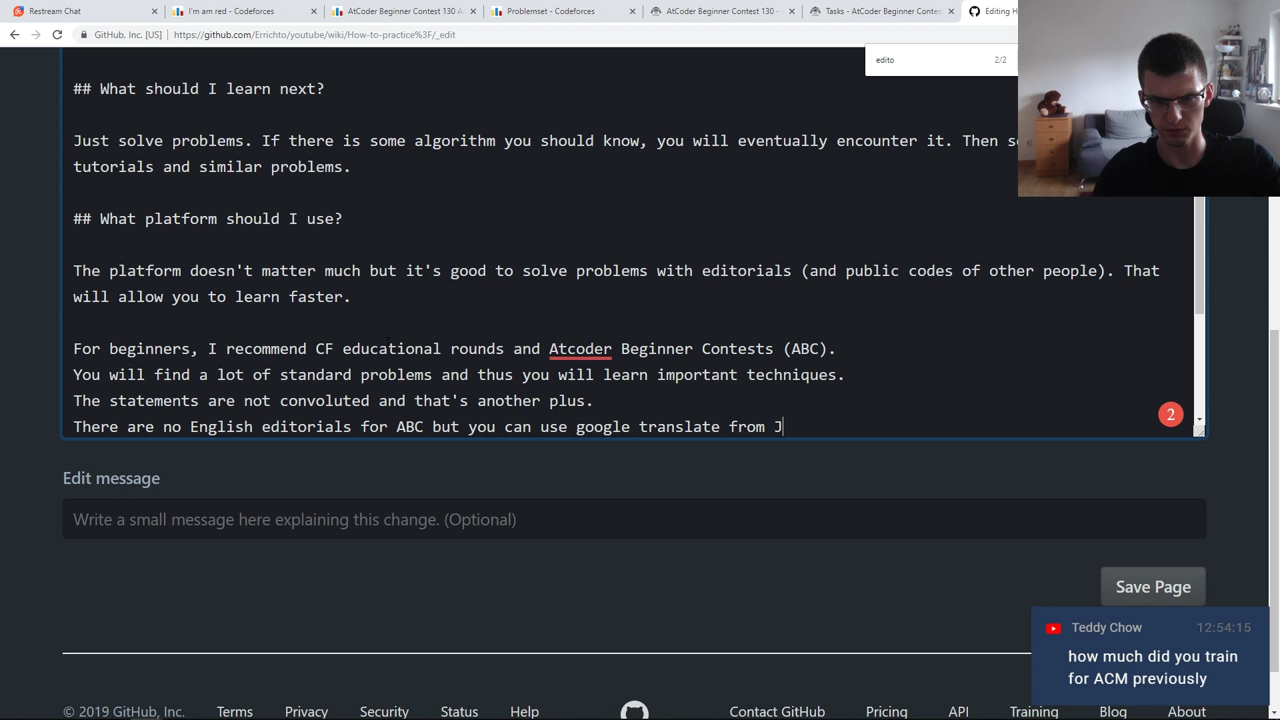 Restream Chat
I'm am red - Codeforces
AtCoder Beginner Contest 130 A
Problemset - Codeforces
AtCoder Beginner Contest 130 -
Tasks - AtCoder Beginner Contes
Editing H
GitHub, Inc. [US]
https://github.com/Errichto/youtube/wiki/How-to-practice%3F/_edit
edito
2/2
## What should I learn next?
Just solve problems. If there is some algorithm you should know, you will eventually encounter it. Then
tutorials and similar problems.
## What platform should I use?
The platform doesn't matter much but it's good to solve problems with editorials (and public codes of other people). That
will allow you to learn faster.
For beginners, I recommend CF educational rounds and Atcoder Beginner Contests (ABC).
You will find a lot of standard problems and thus you will learn important techniques.
The statements are not convoluted and that's another plus.
There are no English editorials for ABC but you can use google translate from J
2
Edit message
Write a small message here explaining this change. (Optional)
Save Page
Teddy Chow
12:54:15
how much did you train
for ACM previously
© 2019 GitHub, Inc.
Terms
Privacy
Security
Status
Help
Contact GitHub
Pricing
API
Training
Blog
About